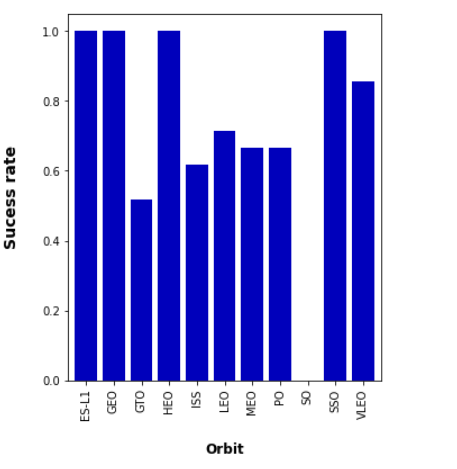 1.0
0.8
0.6
0.4
0.2
0.0
Sucess rate
ES-L1
GEO
GTO
HEO
ISS
LEO
MEO
PO
SO
SSO
VLEO
Orbit